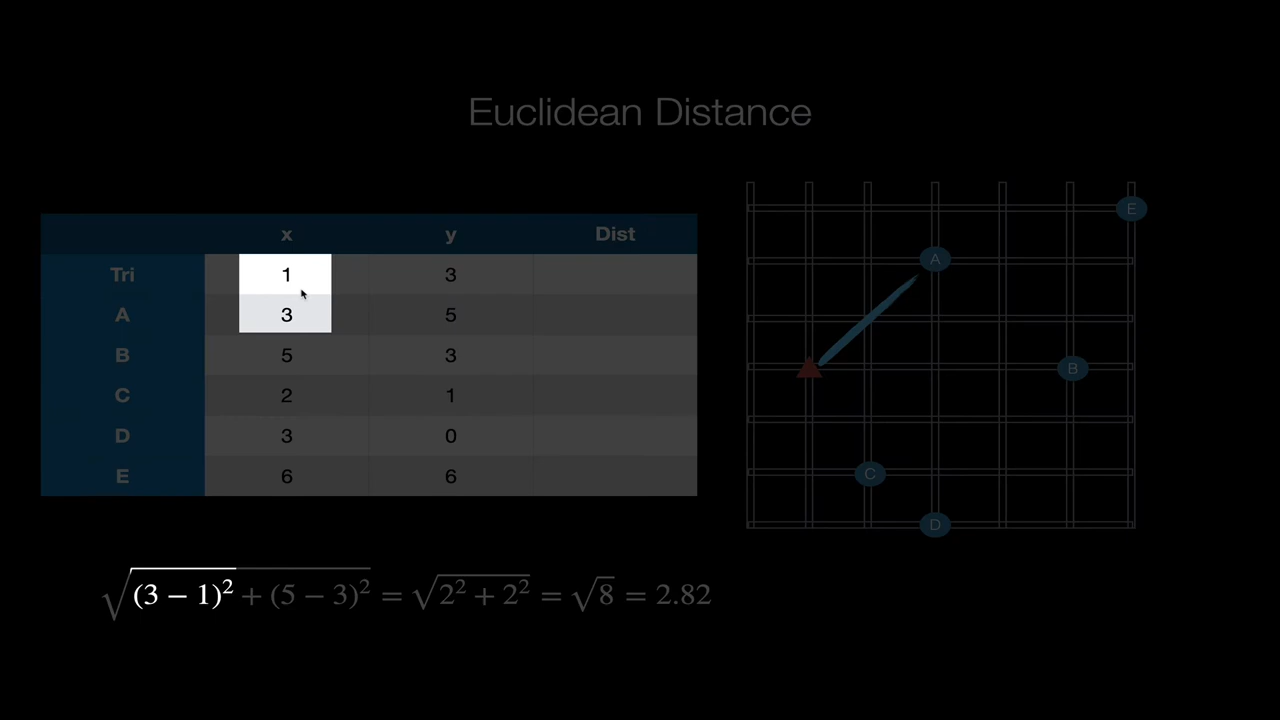 Euclidean Distance
x y Dist
Tri 1 3
A 3 5
B 5 3
C 2 1
D 3 0
E 6 6
E
A
B
C
D
√(3 − 1)² + (5 − 3)² = √2² + 2² = √8 = 2.82